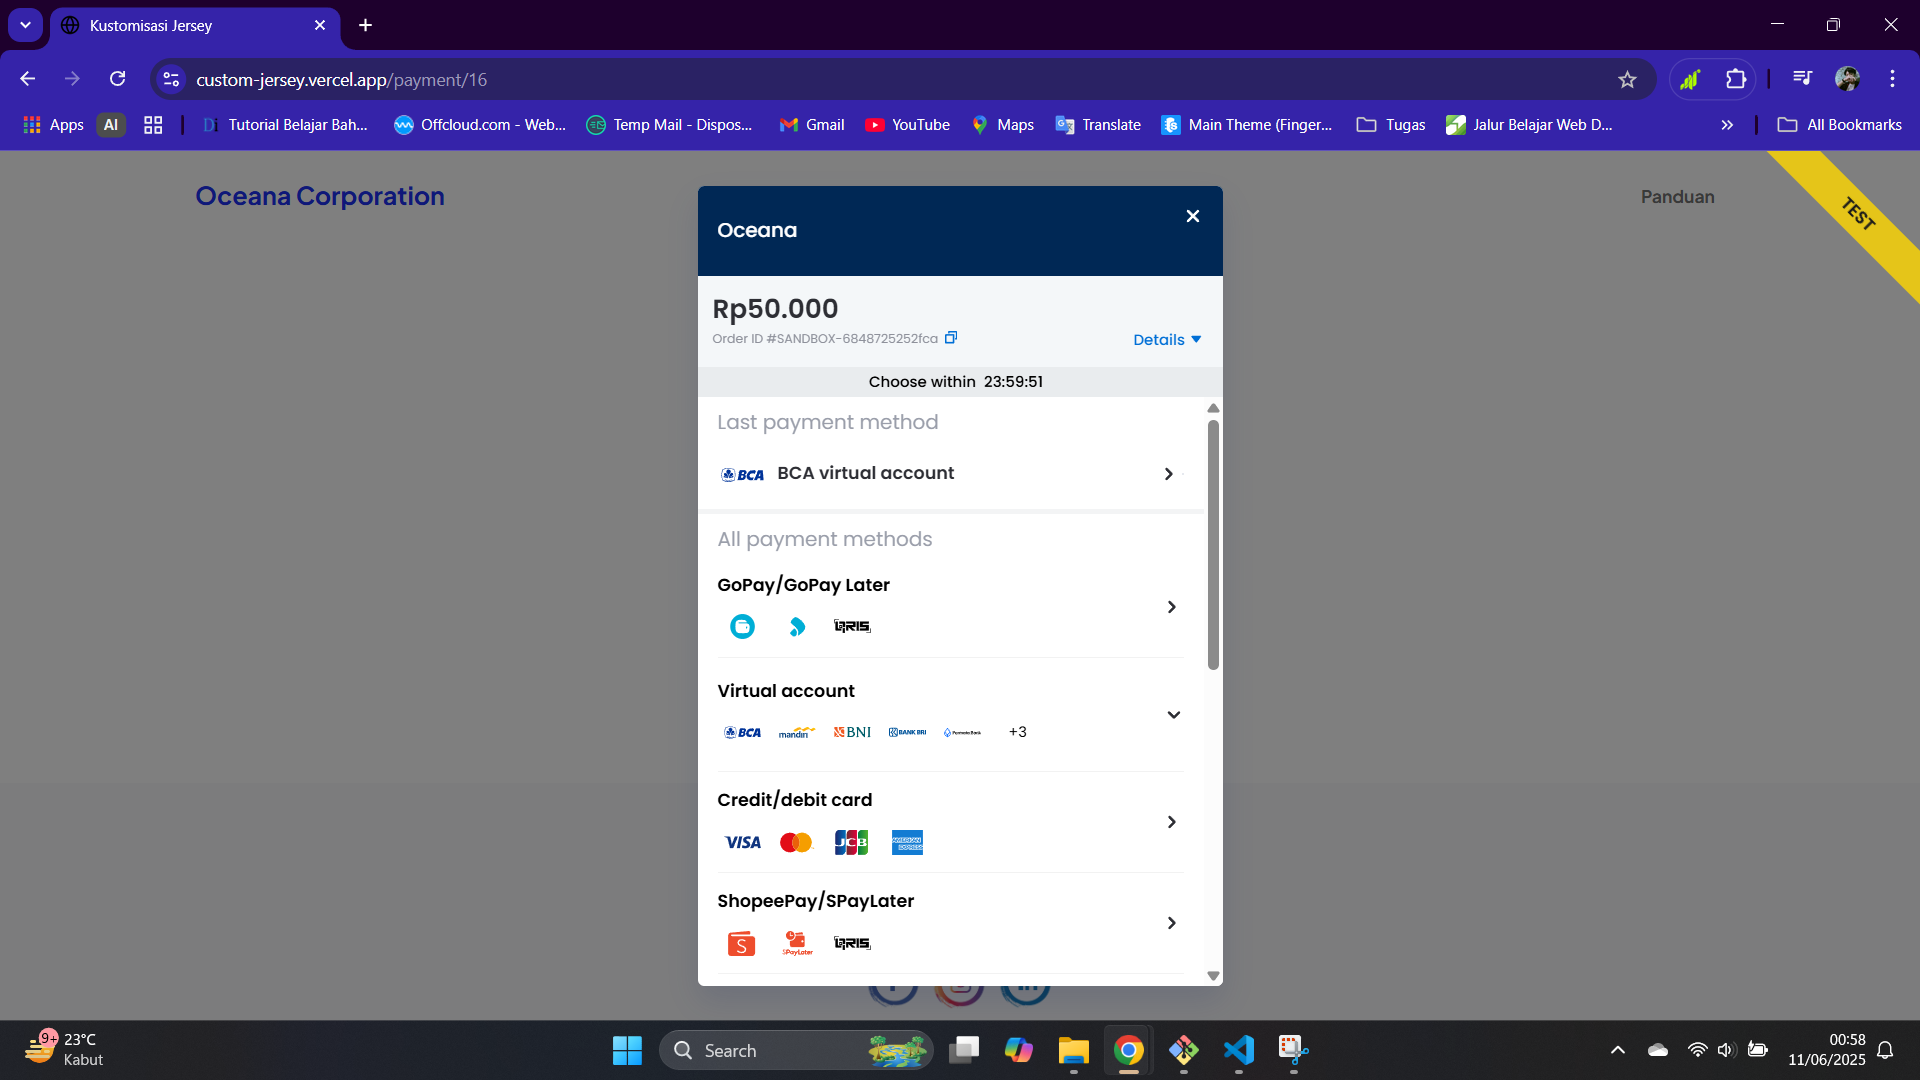 Kustomisasi Jersey
custom-jersey.vercel.app/payment/16
Apps
AI
Di
Tutorial Belajar Bah...
Offcloud.com - Web...
Temp Mail - Dispos...
Gmail
YouTube
Maps
Translate
Main Theme (Finger...
Tugas
Jalur Belajar Web D...
All Bookmarks
Oceana Corporation
Panduan
TEST
Oceana
Rp50.000
Order ID #SANDBOX-6848725252fca
Details
Choose within 23:59:51
Last payment method
BCA BCA virtual account
All payment methods
GoPay/GoPay Later
QRIS
Virtual account
BCA mandiri BNI BANK BRI PermataBank +3
Credit/debit card
VISA JCB AMERICAN EXPRESS
ShopeePay/SPayLater
S SPayLater QRIS
9+
23°C
Kabut
Search
00:58
11/06/2025